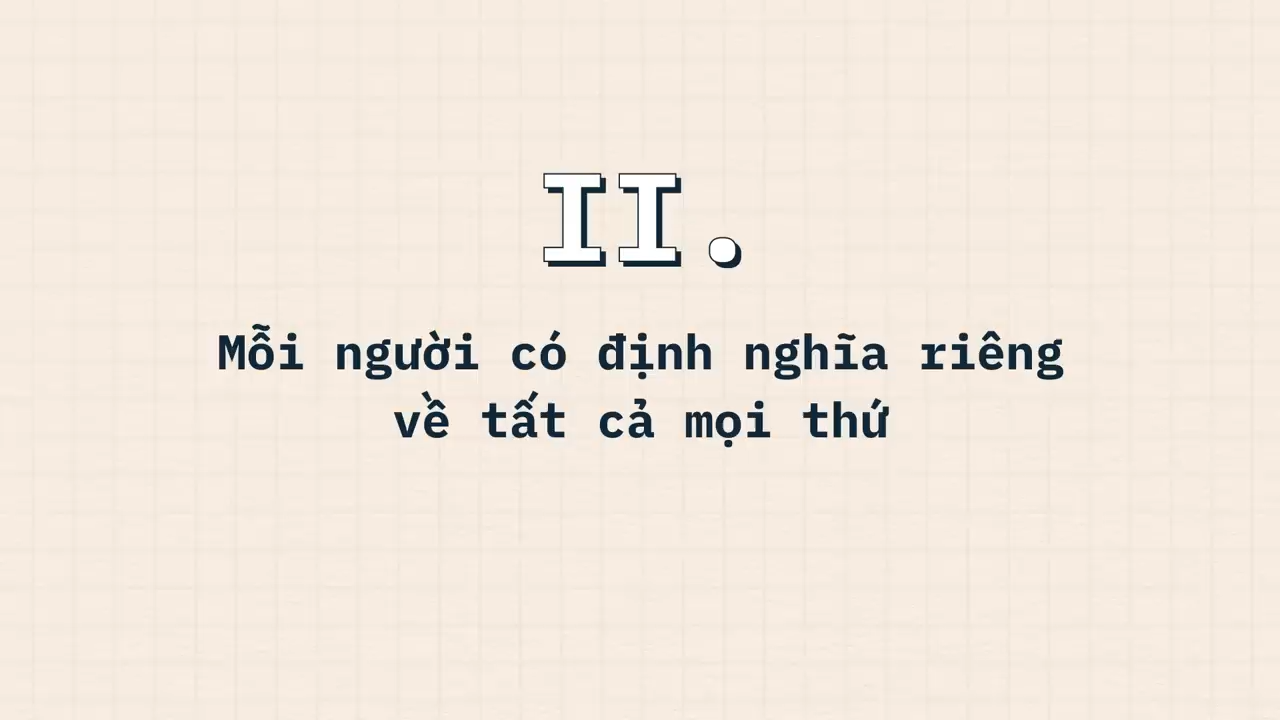 II.
Mỗi người có định nghĩa riêng
về tất cả mọi thứ